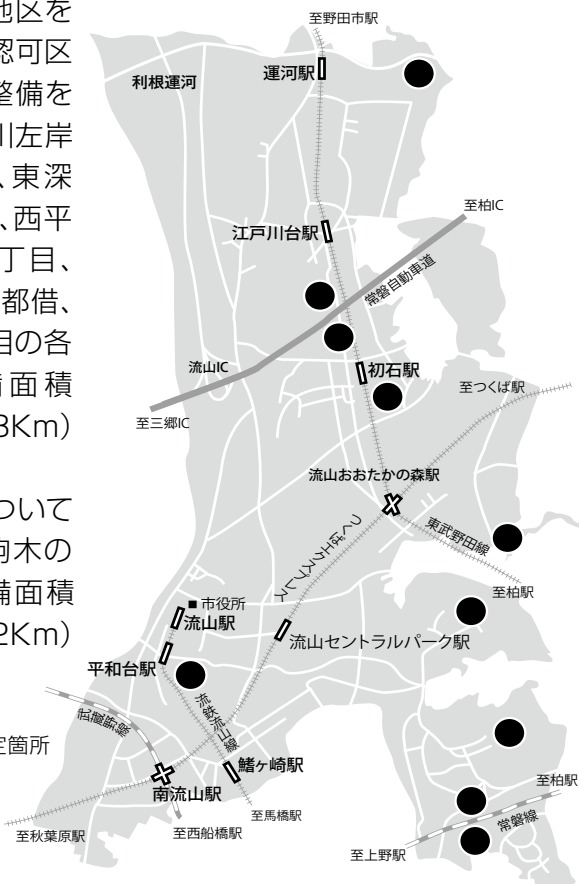 地区を
認可区
整備を
川左岸
、東深
、西平
丁目、
都借、
目の各
備面積
3Km）
ついて
駒木の
備面積
2Km）
定箇所
至野田市駅
利根運河
運河駅
至柏IC
江戸川台駅
常磐自動車道
流山IC
初石駅
至つくば駅
至三郷IC
流山おおたかの森駅
つくばエクスプレス
東武野田線
至柏駅
■市役所
流山駅
流山セントラルパーク駅
平和台駅
流鉄流山線
武蔵野線
鰭ヶ崎駅
南流山駅
至柏駅
至馬橋駅
常磐線
至秋葉原駅
至西船橋駅
至上野駅